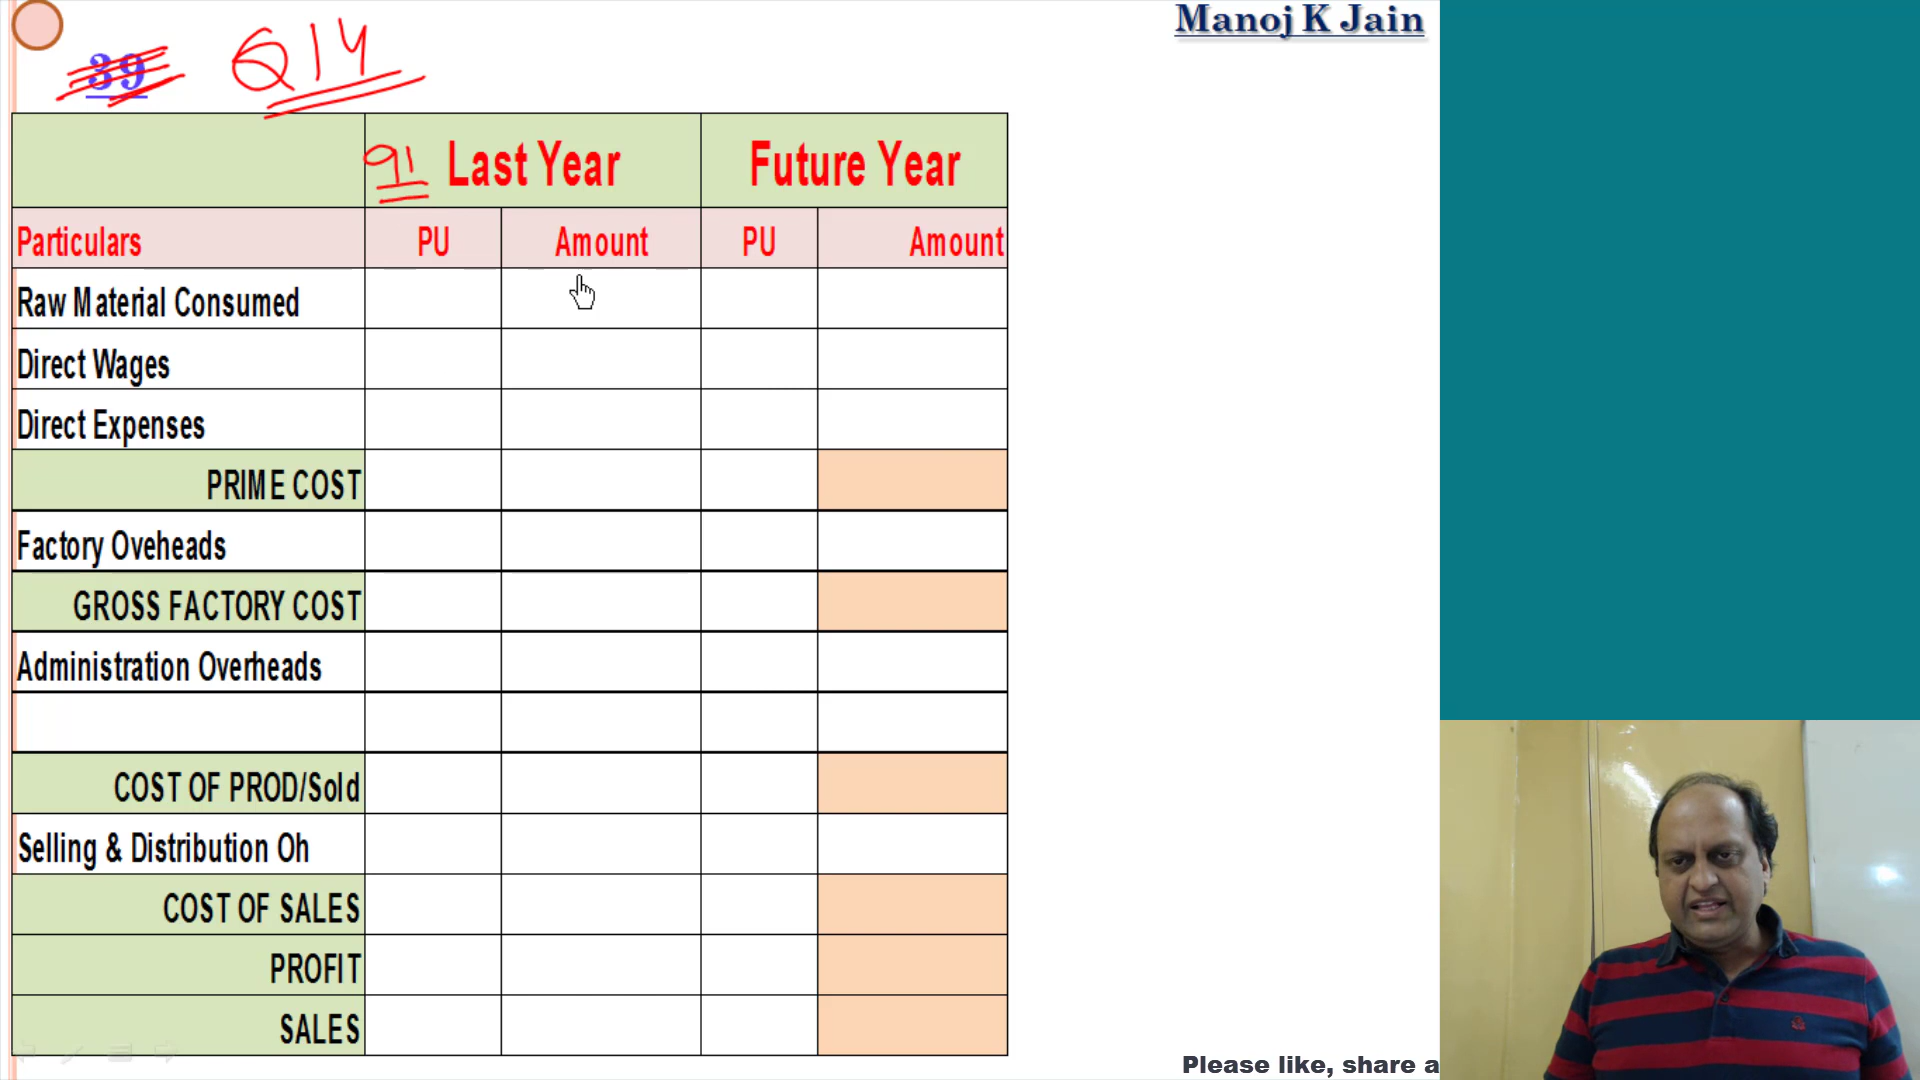 Manoj K Jain
39 Q 14
91 Last Year Future Year
Particulars PU Amount PU Amount
Raw Material Consumed
Direct Wages
Direct Expenses
PRIME COST
Factory Oveheads
GROSS FACTORY COST
Administration Overheads
COST OF PROD/Sold
Selling & Distribution Oh
COST OF SALES
PROFIT
SALES
Please like, share a